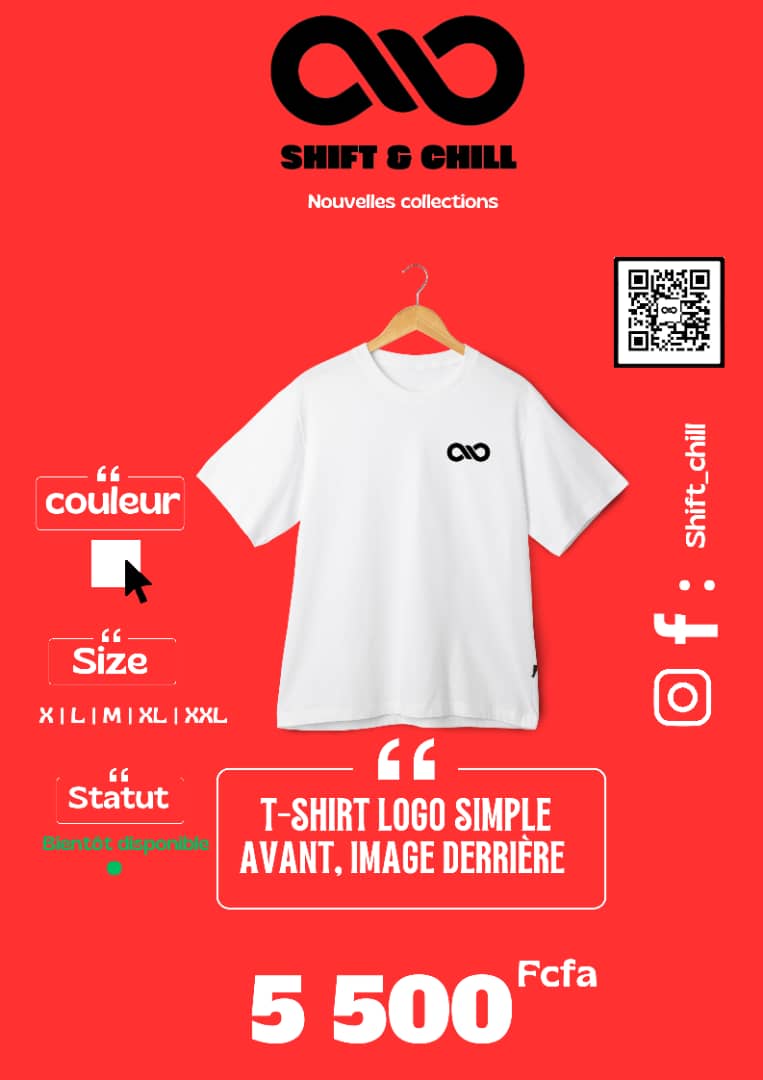 SHIFT & CHILL
Nouvelles collections
“
couleur
“
Size
X | L | M | XL | XXL
“
Statut
Bientôt disponible
Shift_chill
f :
“
T-SHIRT LOGO SIMPLE
AVANT, IMAGE DERRIÈRE
5 500 Fcfa